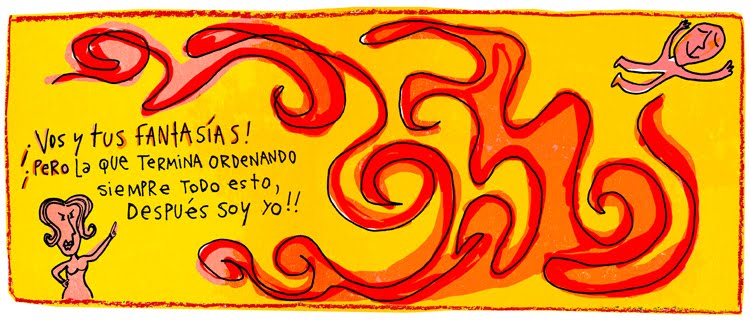 ¡Vos y tus FANTASÍAS!
¡PERO La que TERMINA ORDENANDO
siempre TODO ESTO,
DESPUÉS SOY YO!!